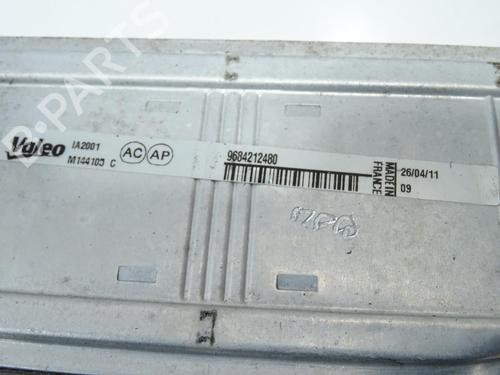 Valeo
IA2001
M144105 C
AC
AP
9684212480
MADE IN
FRANCE
26/04/11
09
B-PARTS